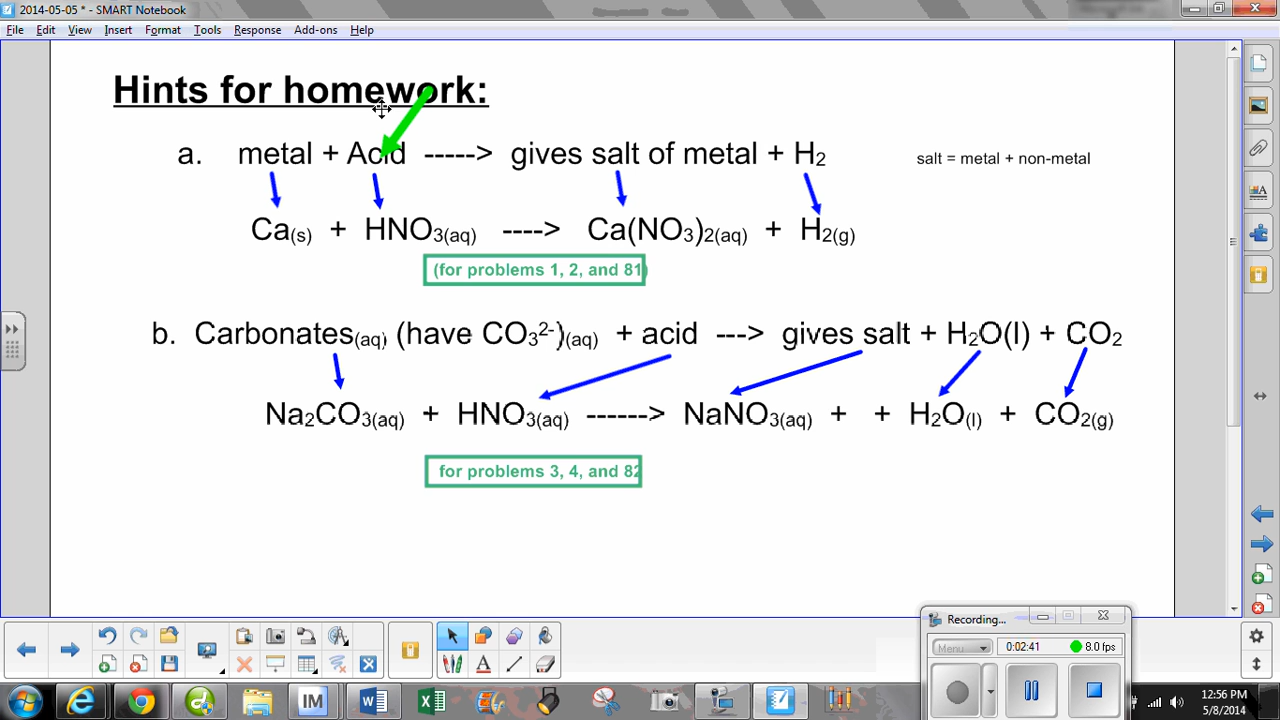 2014-05-05 * - SMART Notebook
File Edit View Insert Format Tools Response Add-ons Help
Hints for homework:
a. metal + Acid -----> gives salt of metal + H2
salt = metal + non-metal
Ca(s) + HNO3(aq) ----> Ca(NO3)2(aq) + H2(g)
(for problems 1, 2, and 81)
b. Carbonates(aq) (have CO3²⁻)(aq) + acid ---> gives salt + H2O(l) + CO2
Na2CO3(aq) + HNO3(aq) ------> NaNO3(aq) + + H2O(l) + CO2(g)
for problems 3, 4, and 82
Recording...
Menu 0:02:41 8.0 fps
IM
12:56 PM
5/8/2014